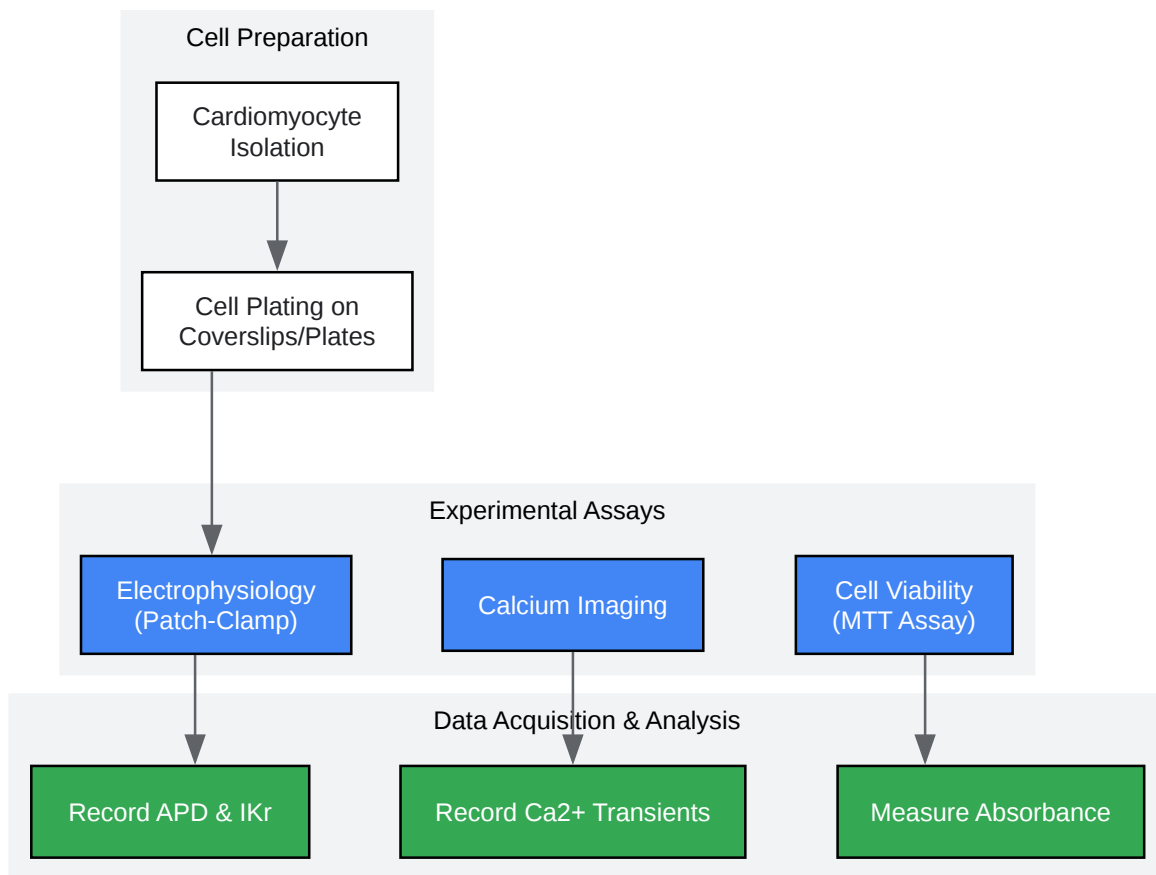 Cell Preparation
Cardiomyocyte
Isolation
Cell Plating on
Coverslips/Plates
Experimental Assays
Electrophysiology
(Patch-Clamp)
Calcium Imaging
Cell Viability
(MTT Assay)
Data Acquisition & Analysis
Record APD & IKr
Record Ca2+ Transients
Measure Absorbance